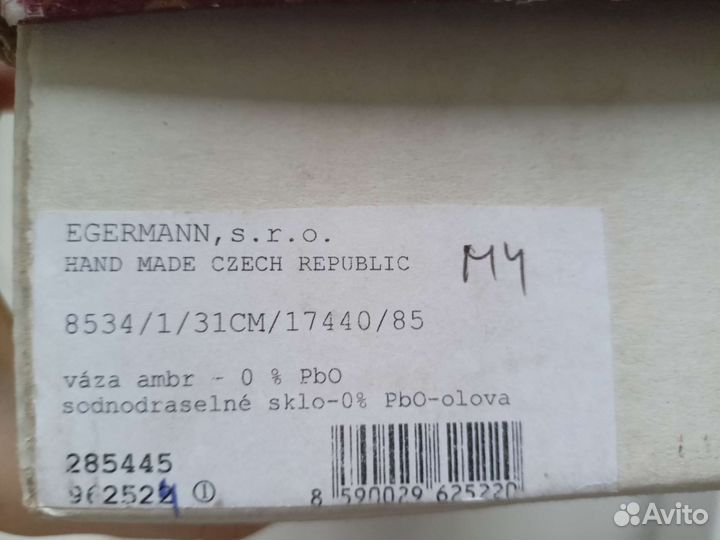 EGERMANN,s.r.o.
HAND MADE CZECH REPUBLIC
M4
8534/1/31CM/17440/85
váza ambr - 0 % PbO
sodnodraselné sklo-0% PbO-olova
285445
①
8 590029 625220
Avito